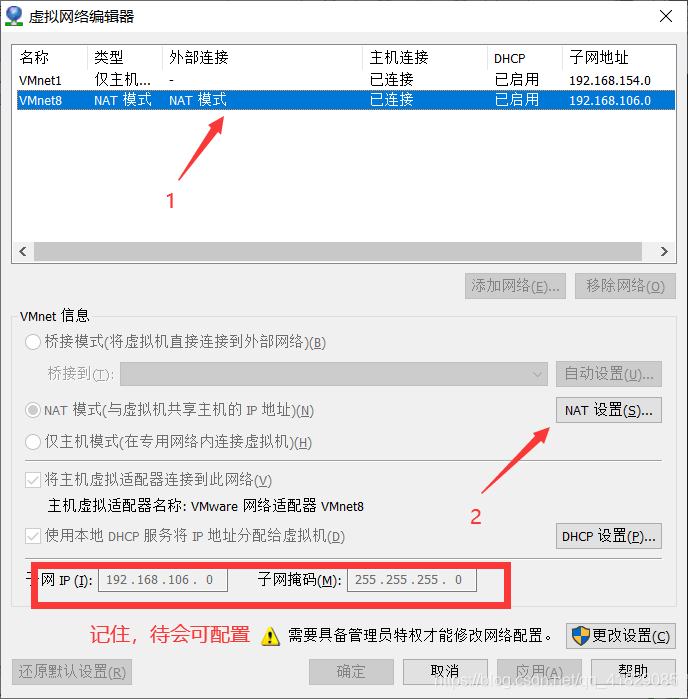 虚拟网络编辑器
名称 类型 外部连接 主机连接 DHCP 子网地址
VMnet1 仅主机... - 已连接 已启用 192.168.154.0
VMnet8 NAT 模式 NAT 模式 已连接 已启用 192.168.106.0
1
添加网络(E)... 移除网络(O)
VMnet 信息
桥接模式(将虚拟机直接连接到外部网络)(B)
桥接到(T): 自动设置(U)...
NAT 模式(与虚拟机共享主机的 IP 地址)(N) NAT 设置(S)...
仅主机模式(在专用网络内连接虚拟机)(H)
将主机虚拟适配器连接到此网络(V)
主机虚拟适配器名称: VMware 网络适配器 VMnet8
2
使用本地 DHCP 服务将 IP 地址分配给虚拟机(D) DHCP 设置(P)...
子网 IP (I): 192.168.106. 0 子网掩码(M): 255.255.255. 0
记住，待会可配置 需要具备管理员特权才能修改网络配置。 更改设置(C)
还原默认设置(R) 确定 取消 应用(A) 帮助